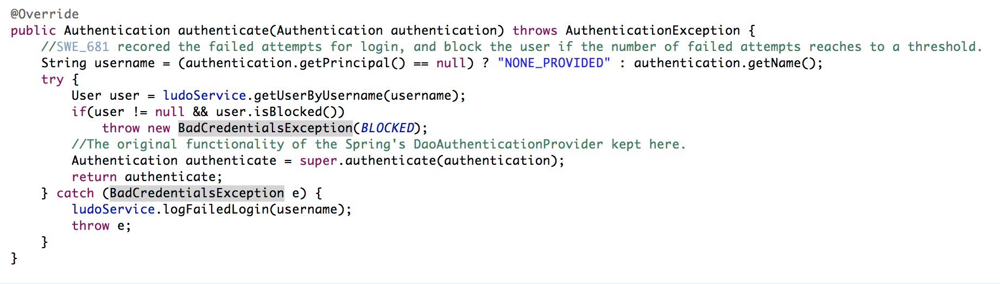 @Override
public Authentication authenticate(Authentication authentication) throws AuthenticationException {
    //SWE_681 recored the failed attempts for login, and block the user if the number of failed attempts reaches to a threshold.
    String username = (authentication.getPrincipal() == null) ? "NONE_PROVIDED" : authentication.getName();
    try {
        User user = ludoService.getUserByUsername(username);
        if(user != null && user.isBlocked())
            throw new BadCredentialsException(BLOCKED);
        //The original functionality of the Spring's DaoAuthenticationProvider kept here.
        Authentication authenticate = super.authenticate(authentication);
        return authenticate;
    } catch (BadCredentialsException e) {
        ludoService.logFailedLogin(username);
        throw e;
    }
}